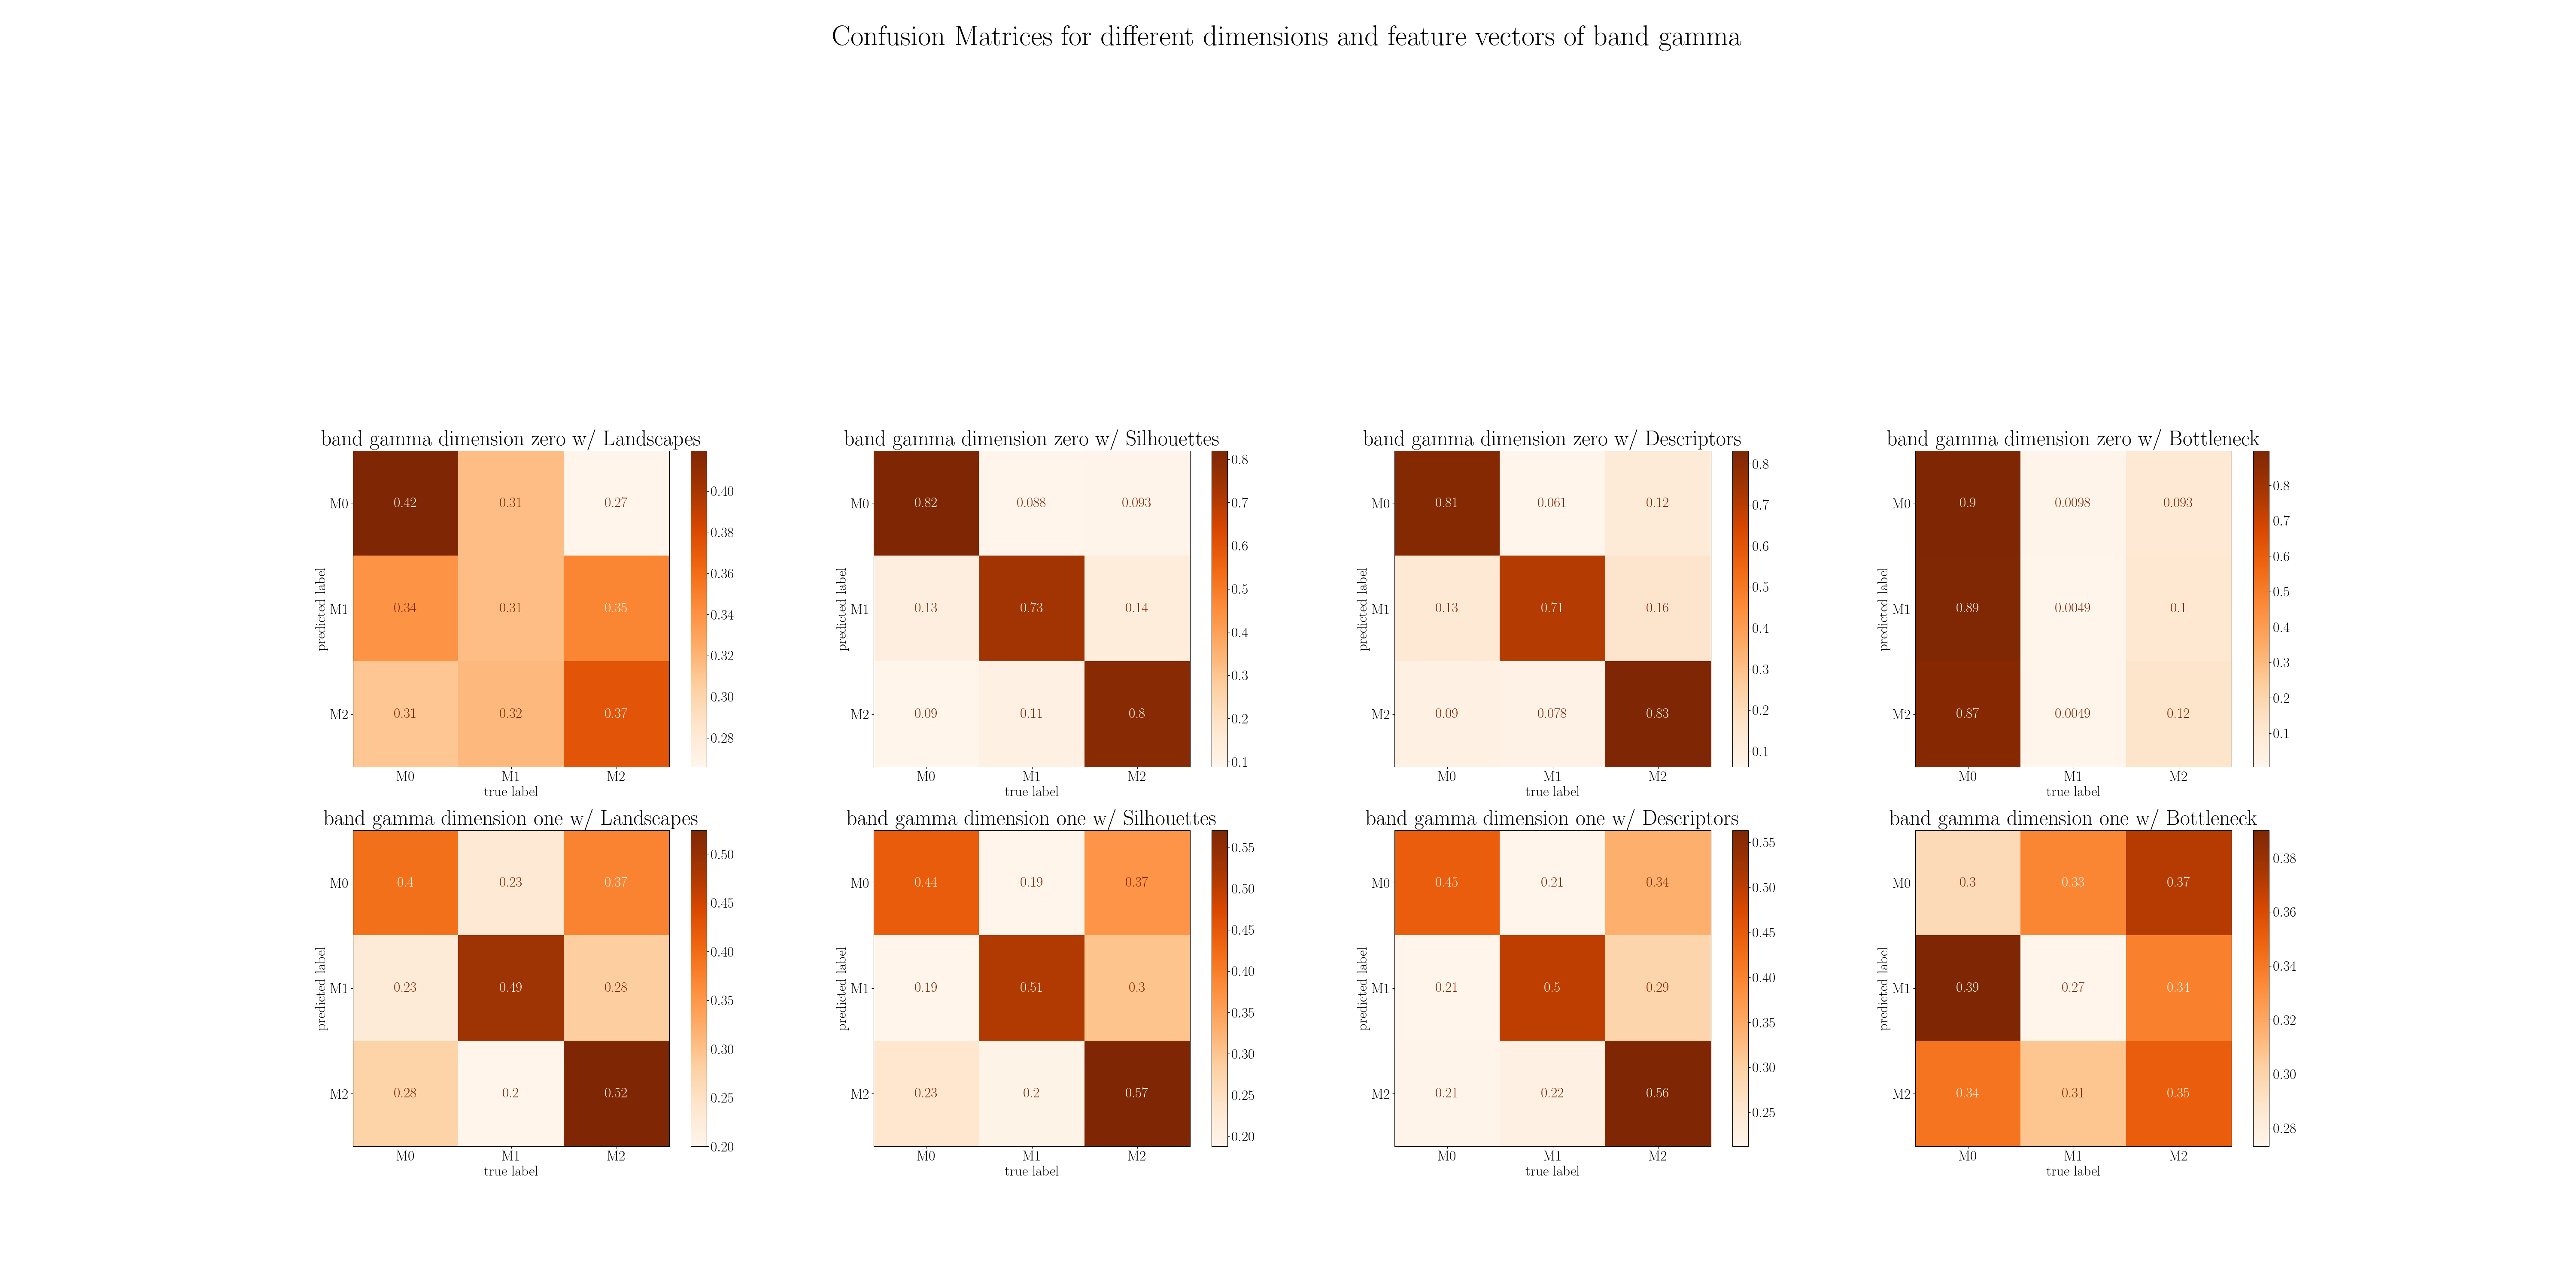 Confusion Matrices for different dimensions and feature vectors of band gamma
band gamma dimension zero w/ Landscapes
predicted label
M0 0.42 0.31 0.27
M1 0.34 0.31 0.35
M2 0.31 0.32 0.37
M0 M1 M2
true label
0.40
0.38
0.36
0.34
0.32
0.30
0.28
band gamma dimension zero w/ Silhouettes
predicted label
M0 0.82 0.088 0.093
M1 0.13 0.73 0.14
M2 0.09 0.11 0.8
M0 M1 M2
true label
0.8
0.7
0.6
0.5
0.4
0.3
0.2
0.1
band gamma dimension zero w/ Descriptors
predicted label
M0 0.81 0.061 0.12
M1 0.13 0.71 0.16
M2 0.09 0.078 0.83
M0 M1 M2
true label
0.8
0.7
0.6
0.5
0.4
0.3
0.2
0.1
band gamma dimension zero w/ Bottleneck
predicted label
M0 0.9 0.0098 0.093
M1 0.89 0.0049 0.1
M2 0.87 0.0049 0.12
M0 M1 M2
true label
0.8
0.7
0.6
0.5
0.4
0.3
0.2
0.1
band gamma dimension one w/ Landscapes
predicted label
M0 0.4 0.23 0.37
M1 0.23 0.49 0.28
M2 0.28 0.2 0.52
M0 M1 M2
true label
0.50
0.45
0.40
0.35
0.30
0.25
0.20
band gamma dimension one w/ Silhouettes
predicted label
M0 0.44 0.19 0.37
M1 0.19 0.51 0.3
M2 0.23 0.2 0.57
M0 M1 M2
true label
0.55
0.50
0.45
0.40
0.35
0.30
0.25
0.20
band gamma dimension one w/ Descriptors
predicted label
M0 0.45 0.21 0.34
M1 0.21 0.5 0.29
M2 0.21 0.22 0.56
M0 M1 M2
true label
0.55
0.50
0.45
0.40
0.35
0.30
0.25
band gamma dimension one w/ Bottleneck
predicted label
M0 0.3 0.33 0.37
M1 0.39 0.27 0.34
M2 0.34 0.31 0.35
M0 M1 M2
true label
0.38
0.36
0.34
0.32
0.30
0.28